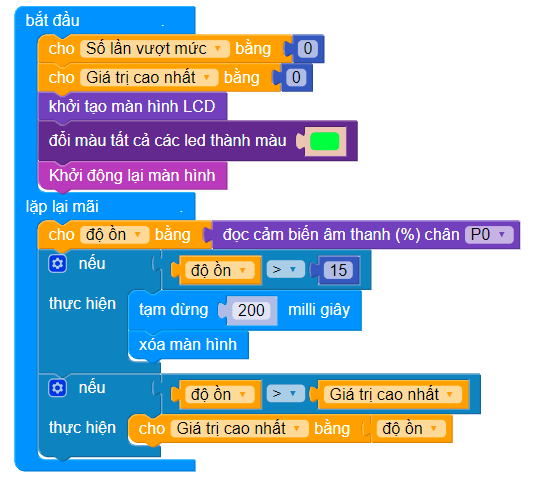 bắt đầu .
cho Số lần vượt mức bằng 0
cho Giá trị cao nhất bằng 0
khởi tạo màn hình LCD
đổi màu tất cả các led thành màu
Khởi động lại màn hình
lặp lại mãi .
cho độ ồn bằng đọc cảm biến âm thanh (%) chân P0
nếu độ ồn > 15
thực hiện tạm dừng 200 milli giây
xóa màn hình
nếu độ ồn > Giá trị cao nhất
thực hiện cho Giá trị cao nhất bằng độ ồn